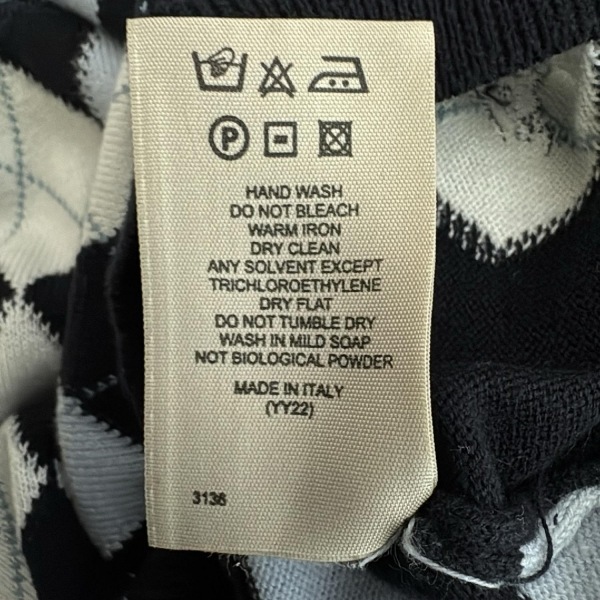 P
HAND WASH
DO NOT BLEACH
WARM IRON
DRY CLEAN
ANY SOLVENT EXCEPT
TRICHLOROETHYLENE
DRY FLAT
DO NOT TUMBLE DRY
WASH IN MILD SOAP
NOT BIOLOGICAL POWDER
MADE IN ITALY
(YY22)
3136